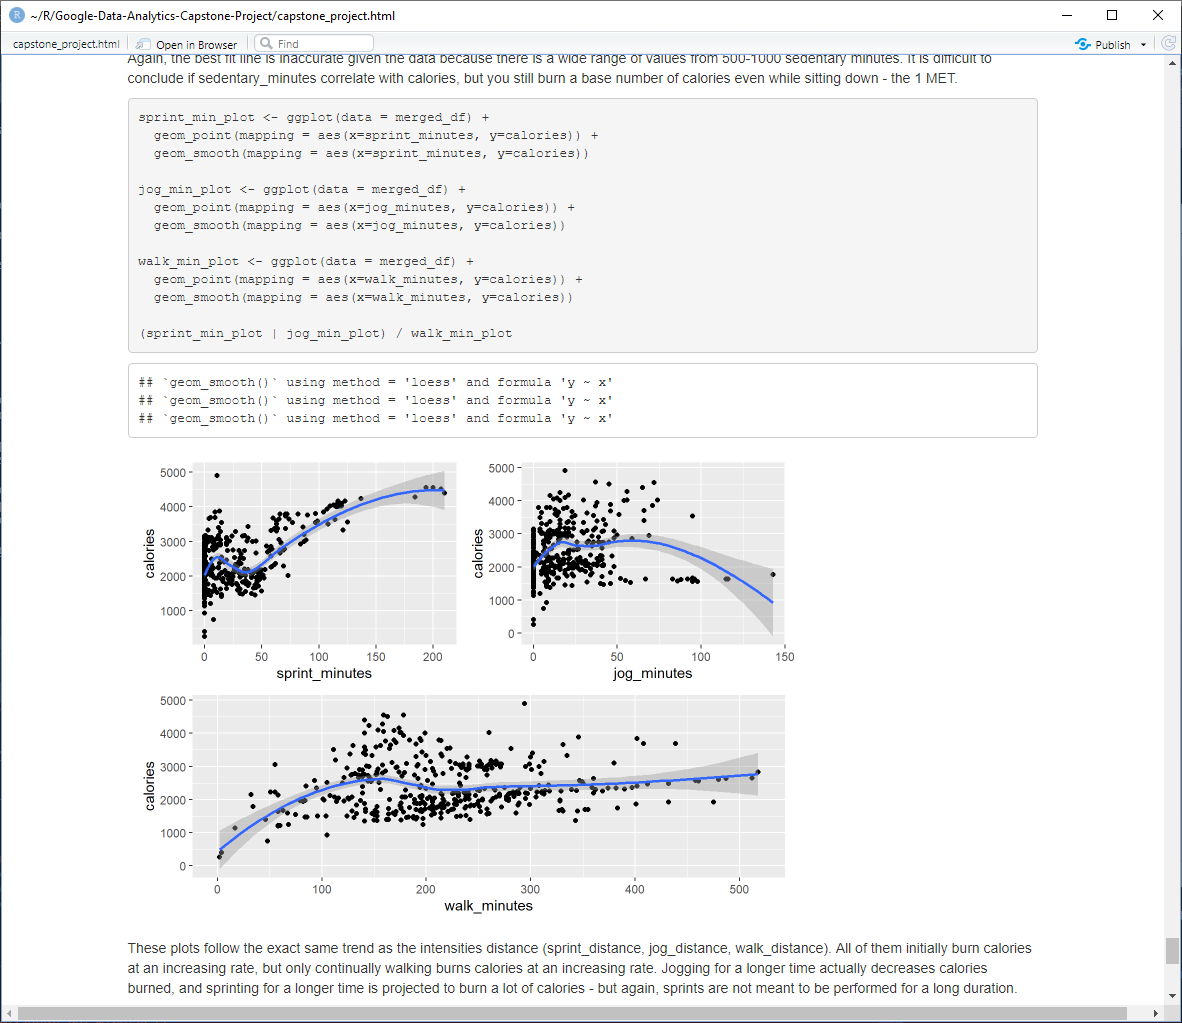 ~/R/Google-Data-Analytics-Capstone-Project/capstone_project.html
capstone_project.html Open in Browser Find Publish
Again, the best fit line is inaccurate given the data because there is a wide range of values from 500-1000 sedentary minutes. It is difficult to
conclude if sedentary_minutes correlate with calories, but you still burn a base number of calories even while sitting down - the 1 MET.
sprint_min_plot <- ggplot(data = merged_df) +
  geom_point(mapping = aes(x=sprint_minutes, y=calories)) +
  geom_smooth(mapping = aes(x=sprint_minutes, y=calories))
jog_min_plot <- ggplot(data = merged_df) +
  geom_point(mapping = aes(x=jog_minutes, y=calories)) +
  geom_smooth(mapping = aes(x=jog_minutes, y=calories))
walk_min_plot <- ggplot(data = merged_df) +
  geom_point(mapping = aes(x=walk_minutes, y=calories)) +
  geom_smooth(mapping = aes(x=walk_minutes, y=calories))
(sprint_min_plot | jog_min_plot) / walk_min_plot
## `geom_smooth()` using method = 'loess' and formula 'y ~ x'
## `geom_smooth()` using method = 'loess' and formula 'y ~ x'
## `geom_smooth()` using method = 'loess' and formula 'y ~ x'
calories
5000
4000
3000
2000
1000
0 50 100 150 200
sprint_minutes
calories
5000
4000
3000
2000
1000
0
0 50 100 150
jog_minutes
calories
5000
4000
3000
2000
1000
0
0 100 200 300 400 500
walk_minutes
These plots follow the exact same trend as the intensities distance (sprint_distance, jog_distance, walk_distance). All of them initially burn calories
at an increasing rate, but only continually walking burns calories at an increasing rate. Jogging for a longer time actually decreases calories
burned, and sprinting for a longer time is projected to burn a lot of calories - but again, sprints are not meant to be performed for a long duration.